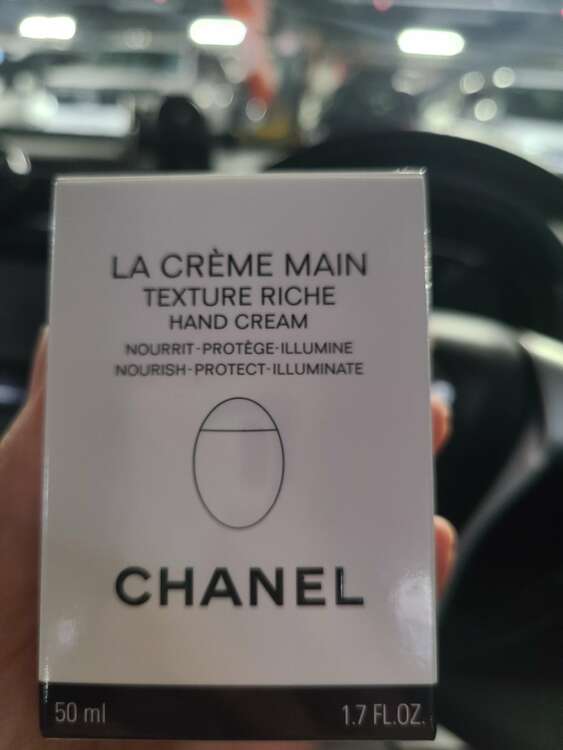 LA CRÈME MAIN
TEXTURE RICHE
HAND CREAM
NOURRIT-PROTÈGE-ILLUMINE
NOURISH-PROTECT-ILLUMINATE
CHANEL
50 ml 1.7 FL.OZ.